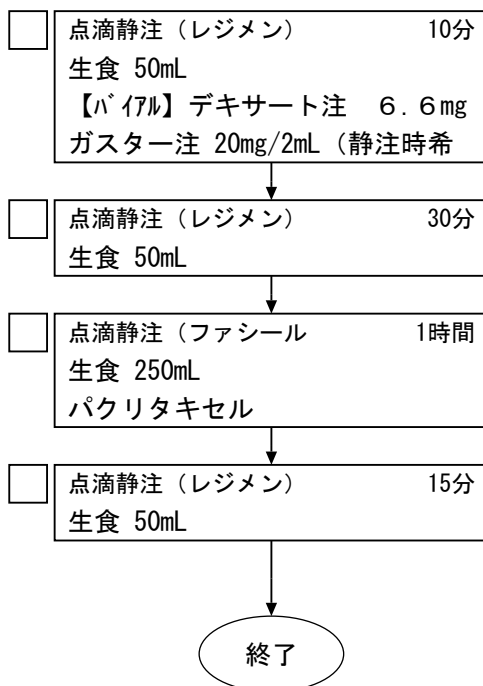 点滴静注（レジメン） 10分
生食 50mL
【ﾊﾞｲｱﾙ】デキサート注　６.６mg
ガスター注 20mg/2mL（静注時希
点滴静注（レジメン） 30分
生食 50mL
点滴静注（ファシール 1時間
生食 250mL
パクリタキセル
点滴静注（レジメン） 15分
生食 50mL
終了